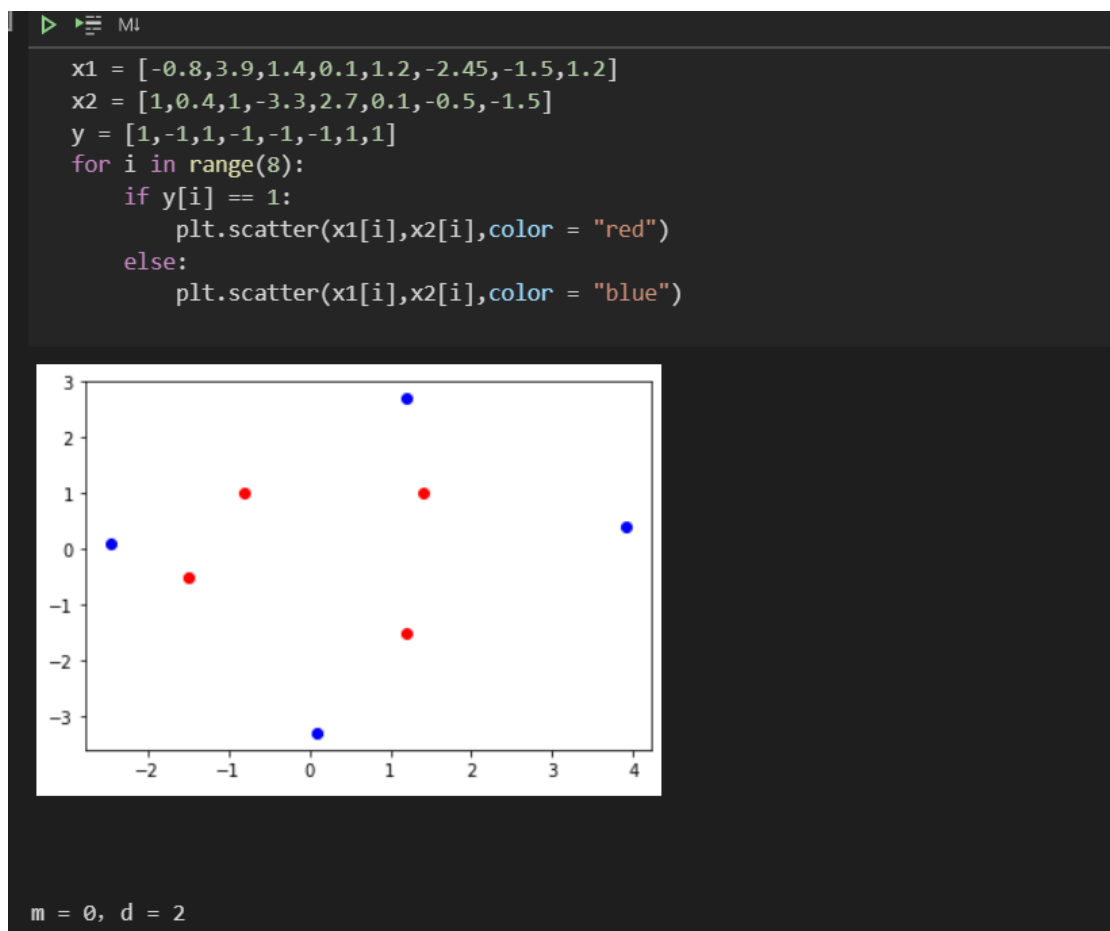 M↓
x1 = [-0.8,3.9,1.4,0.1,1.2,-2.45,-1.5,1.2]
x2 = [1,0.4,1,-3.3,2.7,0.1,-0.5,-1.5]
y = [1,-1,1,-1,-1,-1,1,1]
for i in range(8):
    if y[i] == 1:
        plt.scatter(x1[i],x2[i],color = "red")
    else:
        plt.scatter(x1[i],x2[i],color = "blue")
3
2
1
0
−1
−2
−3
−2 −1 0 1 2 3 4
m = 0, d = 2